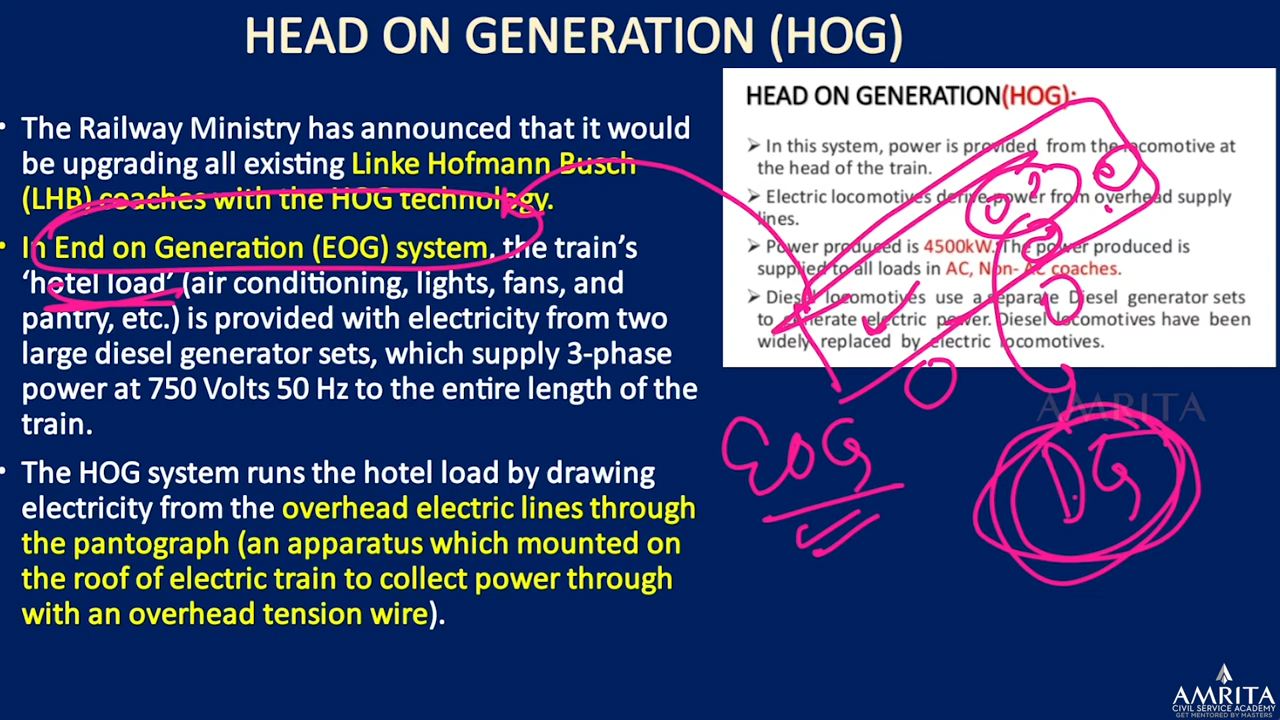 HEAD ON GENERATION (HOG)
• The Railway Ministry has announced that it would
be upgrading all existing Linke Hofmann Busch
(LHB) coaches with the HOG technology.
• In End on Generation (EOG) system, the train's
'hotel load' (air conditioning, lights, fans, and
pantry, etc.) is provided with electricity from two
large diesel generator sets, which supply 3-phase
power at 750 Volts 50 Hz to the entire length of the
train.
• The HOG system runs the hotel load by drawing
electricity from the overhead electric lines through
the pantograph (an apparatus which mounted on
the roof of electric train to collect power through
with an overhead tension wire).
HEAD ON GENERATION(HOG):
➢ In this system, power is provided from the locomotive at
the head of the train.
➢ Electric locomotives derive power from overhead supply
lines.
➢ Power produced is 4500kW. The power produced is
supplied to all loads in AC, Non- AC coaches.
➢ Diesel locomotives use a separate Diesel generator sets
to generate electric power. Diesel locomotives have been
widely replaced by electric locomotives.
EOG
DG
AMRITA
AMRITA
CIVIL SERVICE ACADEMY
GET MENTORED BY MASTERS